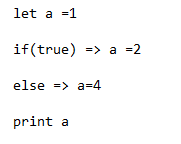 let a =1
if(true) => a =2
else => a=4
print a